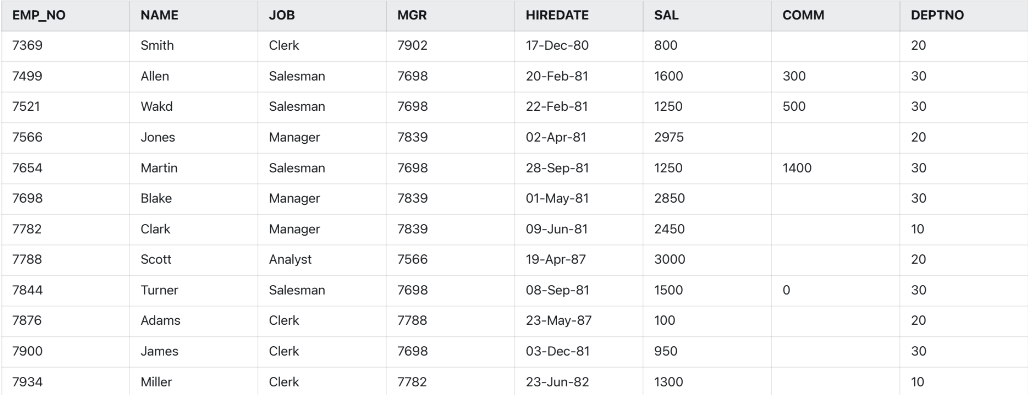 EMP_NO NAME JOB MGR HIREDATE SAL COMM DEPTNO
7369 Smith Clerk 7902 17-Dec-80 800 20
7499 Allen Salesman 7698 20-Feb-81 1600 300 30
7521 Wakd Salesman 7698 22-Feb-81 1250 500 30
7566 Jones Manager 7839 02-Apr-81 2975 20
7654 Martin Salesman 7698 28-Sep-81 1250 1400 30
7698 Blake Manager 7839 01-May-81 2850 30
7782 Clark Manager 7839 09-Jun-81 2450 10
7788 Scott Analyst 7566 19-Apr-87 3000 20
7844 Turner Salesman 7698 08-Sep-81 1500 0 30
7876 Adams Clerk 7788 23-May-87 100 20
7900 James Clerk 7698 03-Dec-81 950 30
7934 Miller Clerk 7782 23-Jun-82 1300 10